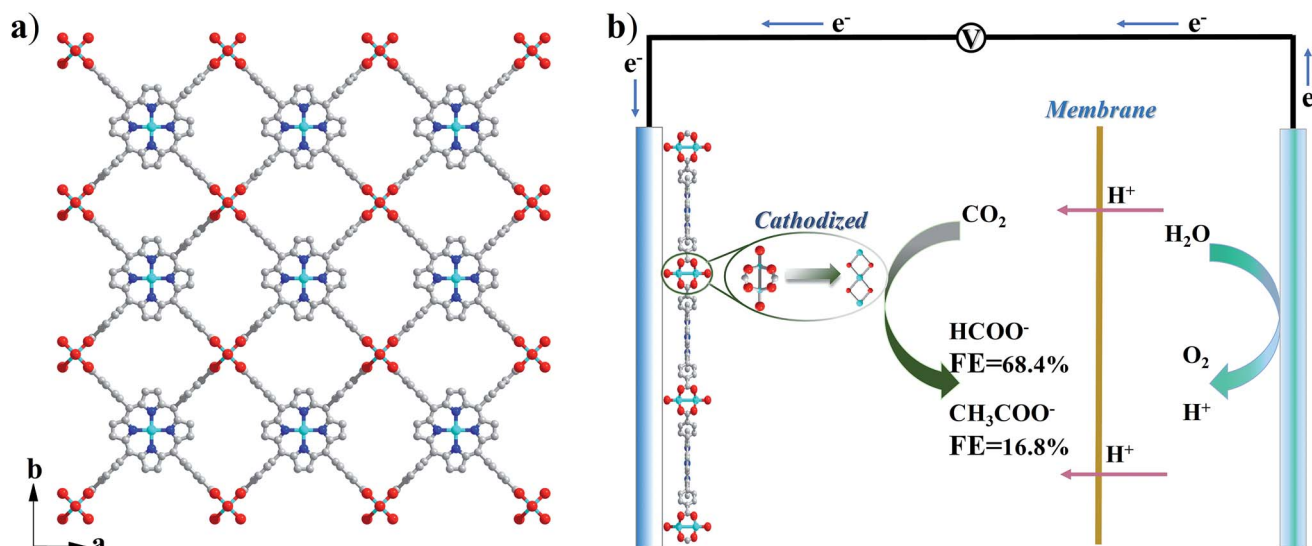 a)
b
a
b)
e⁻
e⁻
e⁻
e
V
Membrane
Cathodized
H⁺
CO₂
H₂O
HCOO⁻
FE=68.4%
O₂
CH₃COO⁻
FE=16.8%
H⁺
H⁺